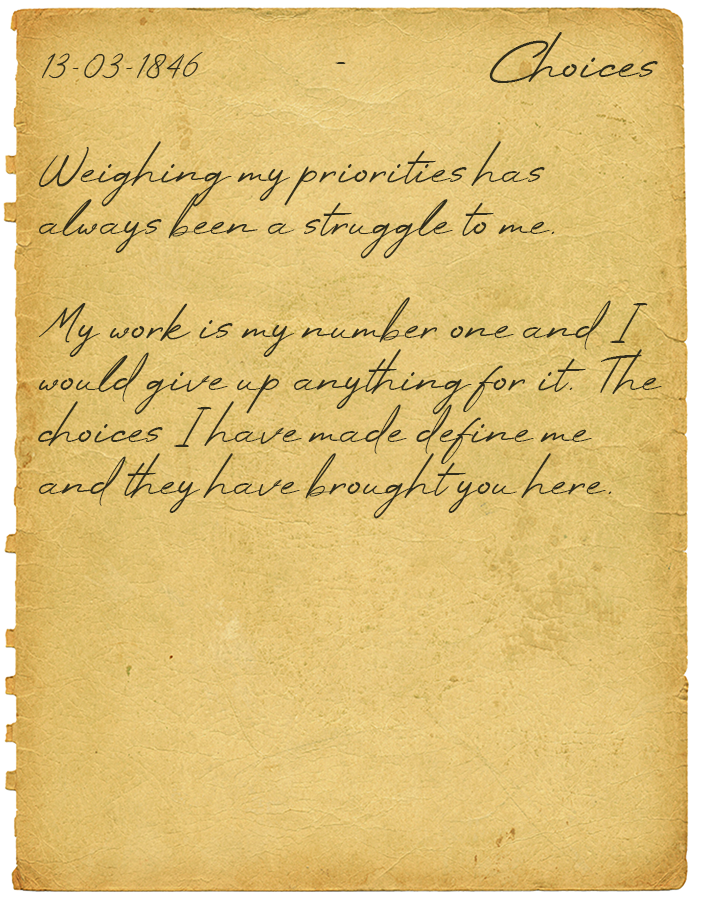 13-03-1846 - Choices
Weighing my priorities has
always been a struggle to me.
My work is my number one and I
would give up anything for it. The
choices I have made define me
and they have brought you here.